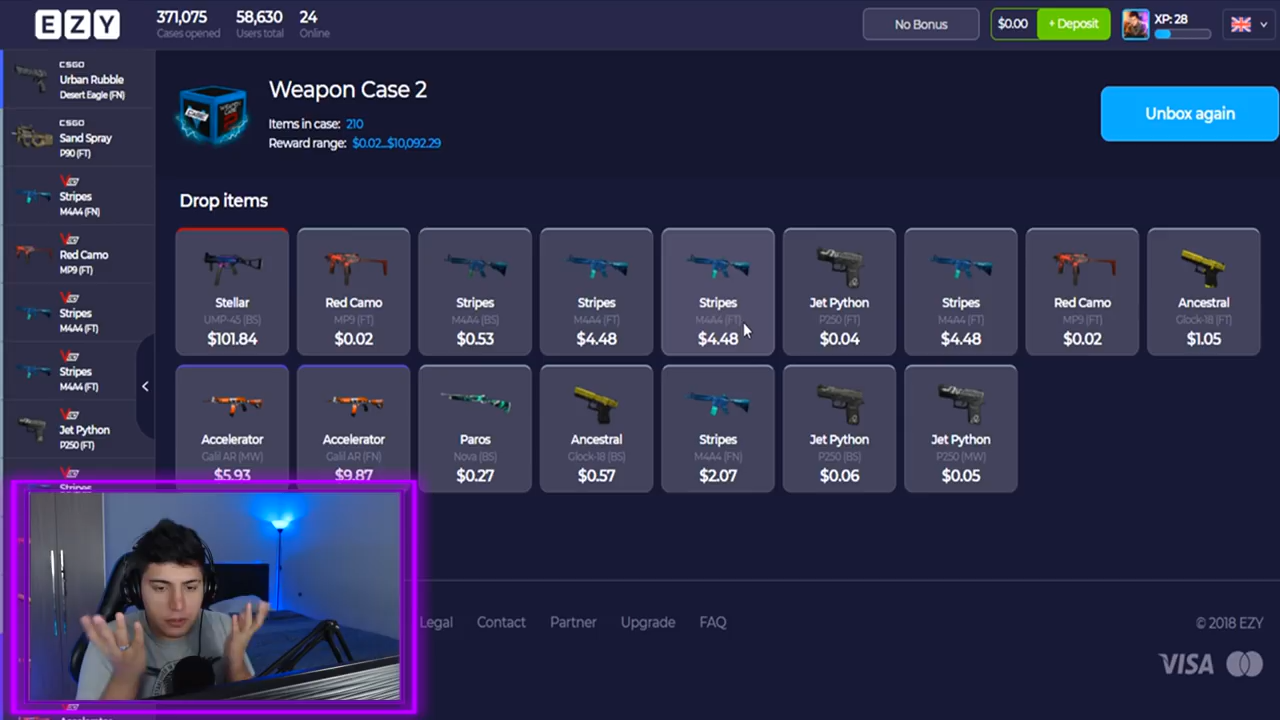 EZY
371,075
Cases opened
58,630
Users total
24
Online
No Bonus
$0.00
+ Deposit
XP: 28
CSGO
Urban Rubble
Desert Eagle (FN)
CSGO
Sand Spray
P90 (FT)
Stripes
M4A4 (FN)
Red Camo
MP9 (FT)
Stripes
M4A4 (FT)
Stripes
M4A4 (FT)
Jet Python
P250 (FT)
Stripes
Weapon Case 2
Items in case: 210
Reward range: $0.02...$10,092.29
Unbox again
Drop items
Stellar
UMP-45 (BS)
$101.84
Red Camo
MP9 (FT)
$0.02
Stripes
M4A4 (BS)
$0.53
Stripes
M4A4 (FT)
$4.48
Stripes
M4A4 (FT)
$4.48
Jet Python
P250 (FT)
$0.04
Stripes
M4A4 (FT)
$4.48
Red Camo
MP9 (FT)
$0.02
Ancestral
Glock-18 (FT)
$1.05
Accelerator
Galil AR (MW)
$5.93
Accelerator
Galil AR (FN)
$9.87
Paros
Nova (BS)
$0.27
Ancestral
Glock-18 (BS)
$0.57
Stripes
M4A4 (FN)
$2.07
Jet Python
P250 (BS)
$0.06
Jet Python
P250 (MW)
$0.05
Legal
Contact
Partner
Upgrade
FAQ
© 2018 EZY
VISA